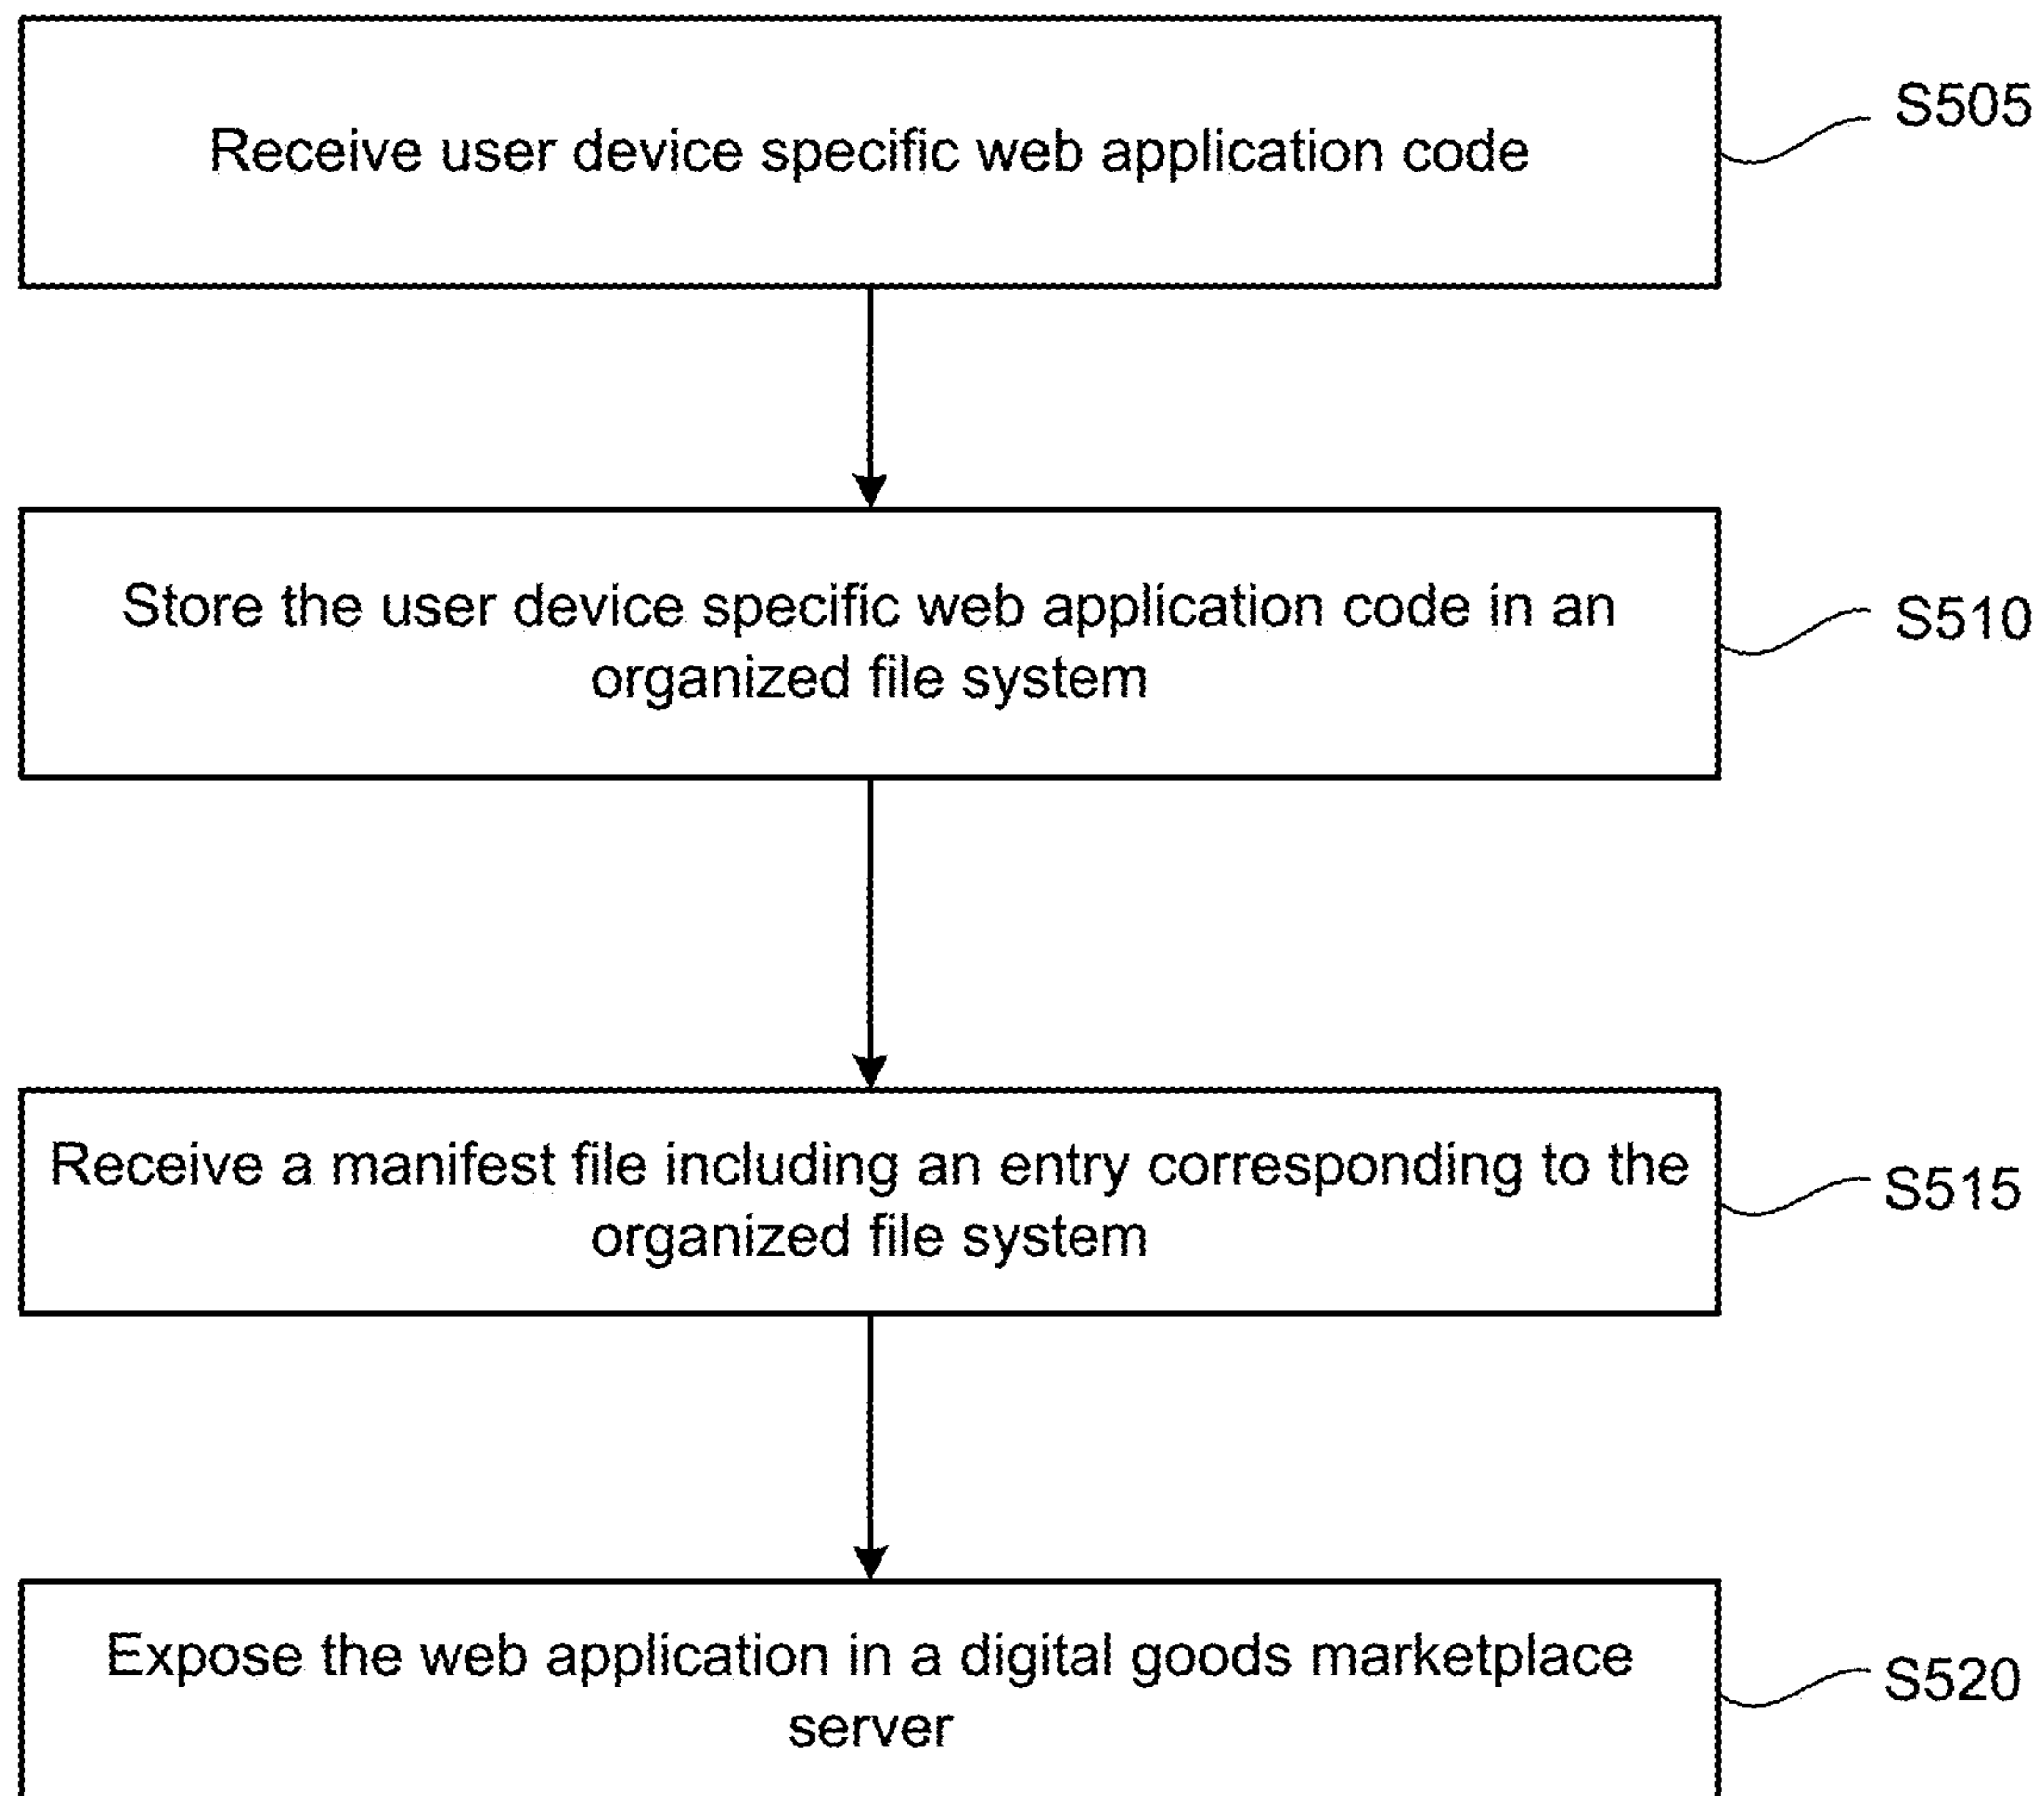 Receive user device specific web application code
S505
Store the user device specific web application code in an
organized file system
S510
Receive a manifest file including an entry corresponding to the
organized file system
S515
Expose the web application in a digital goods marketplace
server
S520